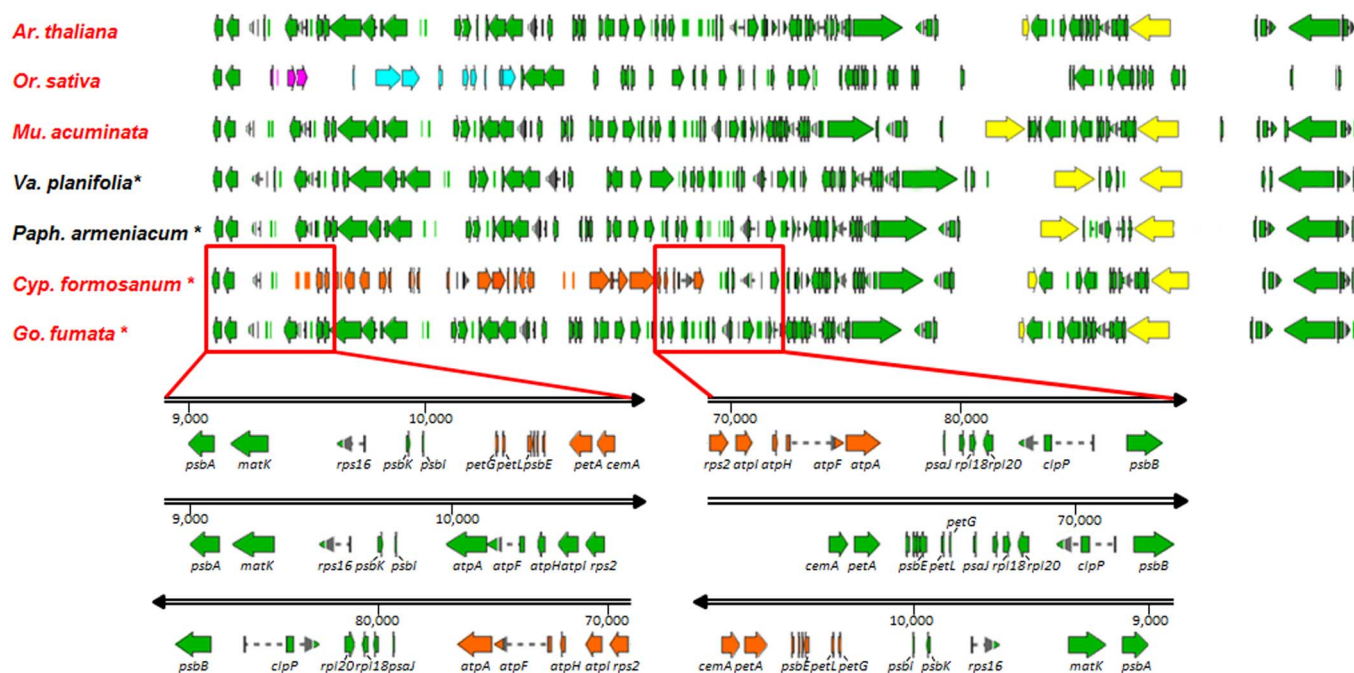 Ar. thaliana
Or. sativa
Mu. acuminata
Va. planifolia*
Paph. armeniacum *
Cyp. formosanum *
Go. fumata *
9,000 10,000 70,000 80,000
psbA matK rps16 psbK psbI petG petL psbE petA cemA rps2 atpI atpH atpF atpA psaJ rpl18 rpl20 clpP psbB
9,000 10,000 petG 70,000
psbA matK rps16 psbK psbI atpA atpF atpH atpI rps2 cemA petA psbE petL psaJ rpl18 rpl20 clpP psbB
80,000 70,000 10,000 9,000
psbB clpP rpl20 rpl18 psaJ atpA atpF atpH atpI rps2 cemA petA psbE petL petG psbI psbK rps16 matK psbA